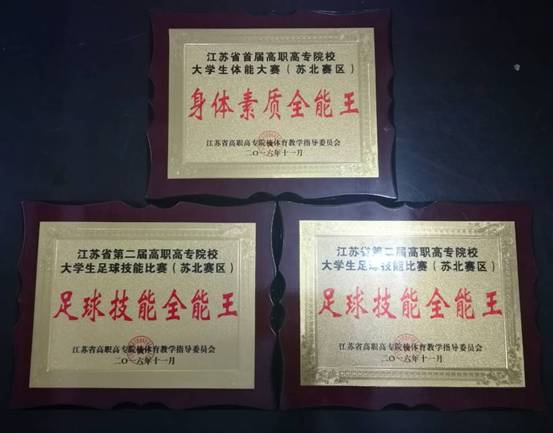 江苏省首届高职高专院校
大学生体能大赛（苏北赛区）
身体素质全能王
江苏省高职高专院校体育教学指导委员会
二〇一六年十一月
江苏省第二届高职高专院校
大学生足球技能比赛（苏北赛区）
足球技能全能王
江苏省高职高专院校体育教学指导委员会
二〇一六年十一月
江苏省第二届高职高专院校
大学生足球技能比赛（苏北赛区）
足球技能全能王
江苏省高职高专院校体育教学指导委员会
二〇一六年十一月